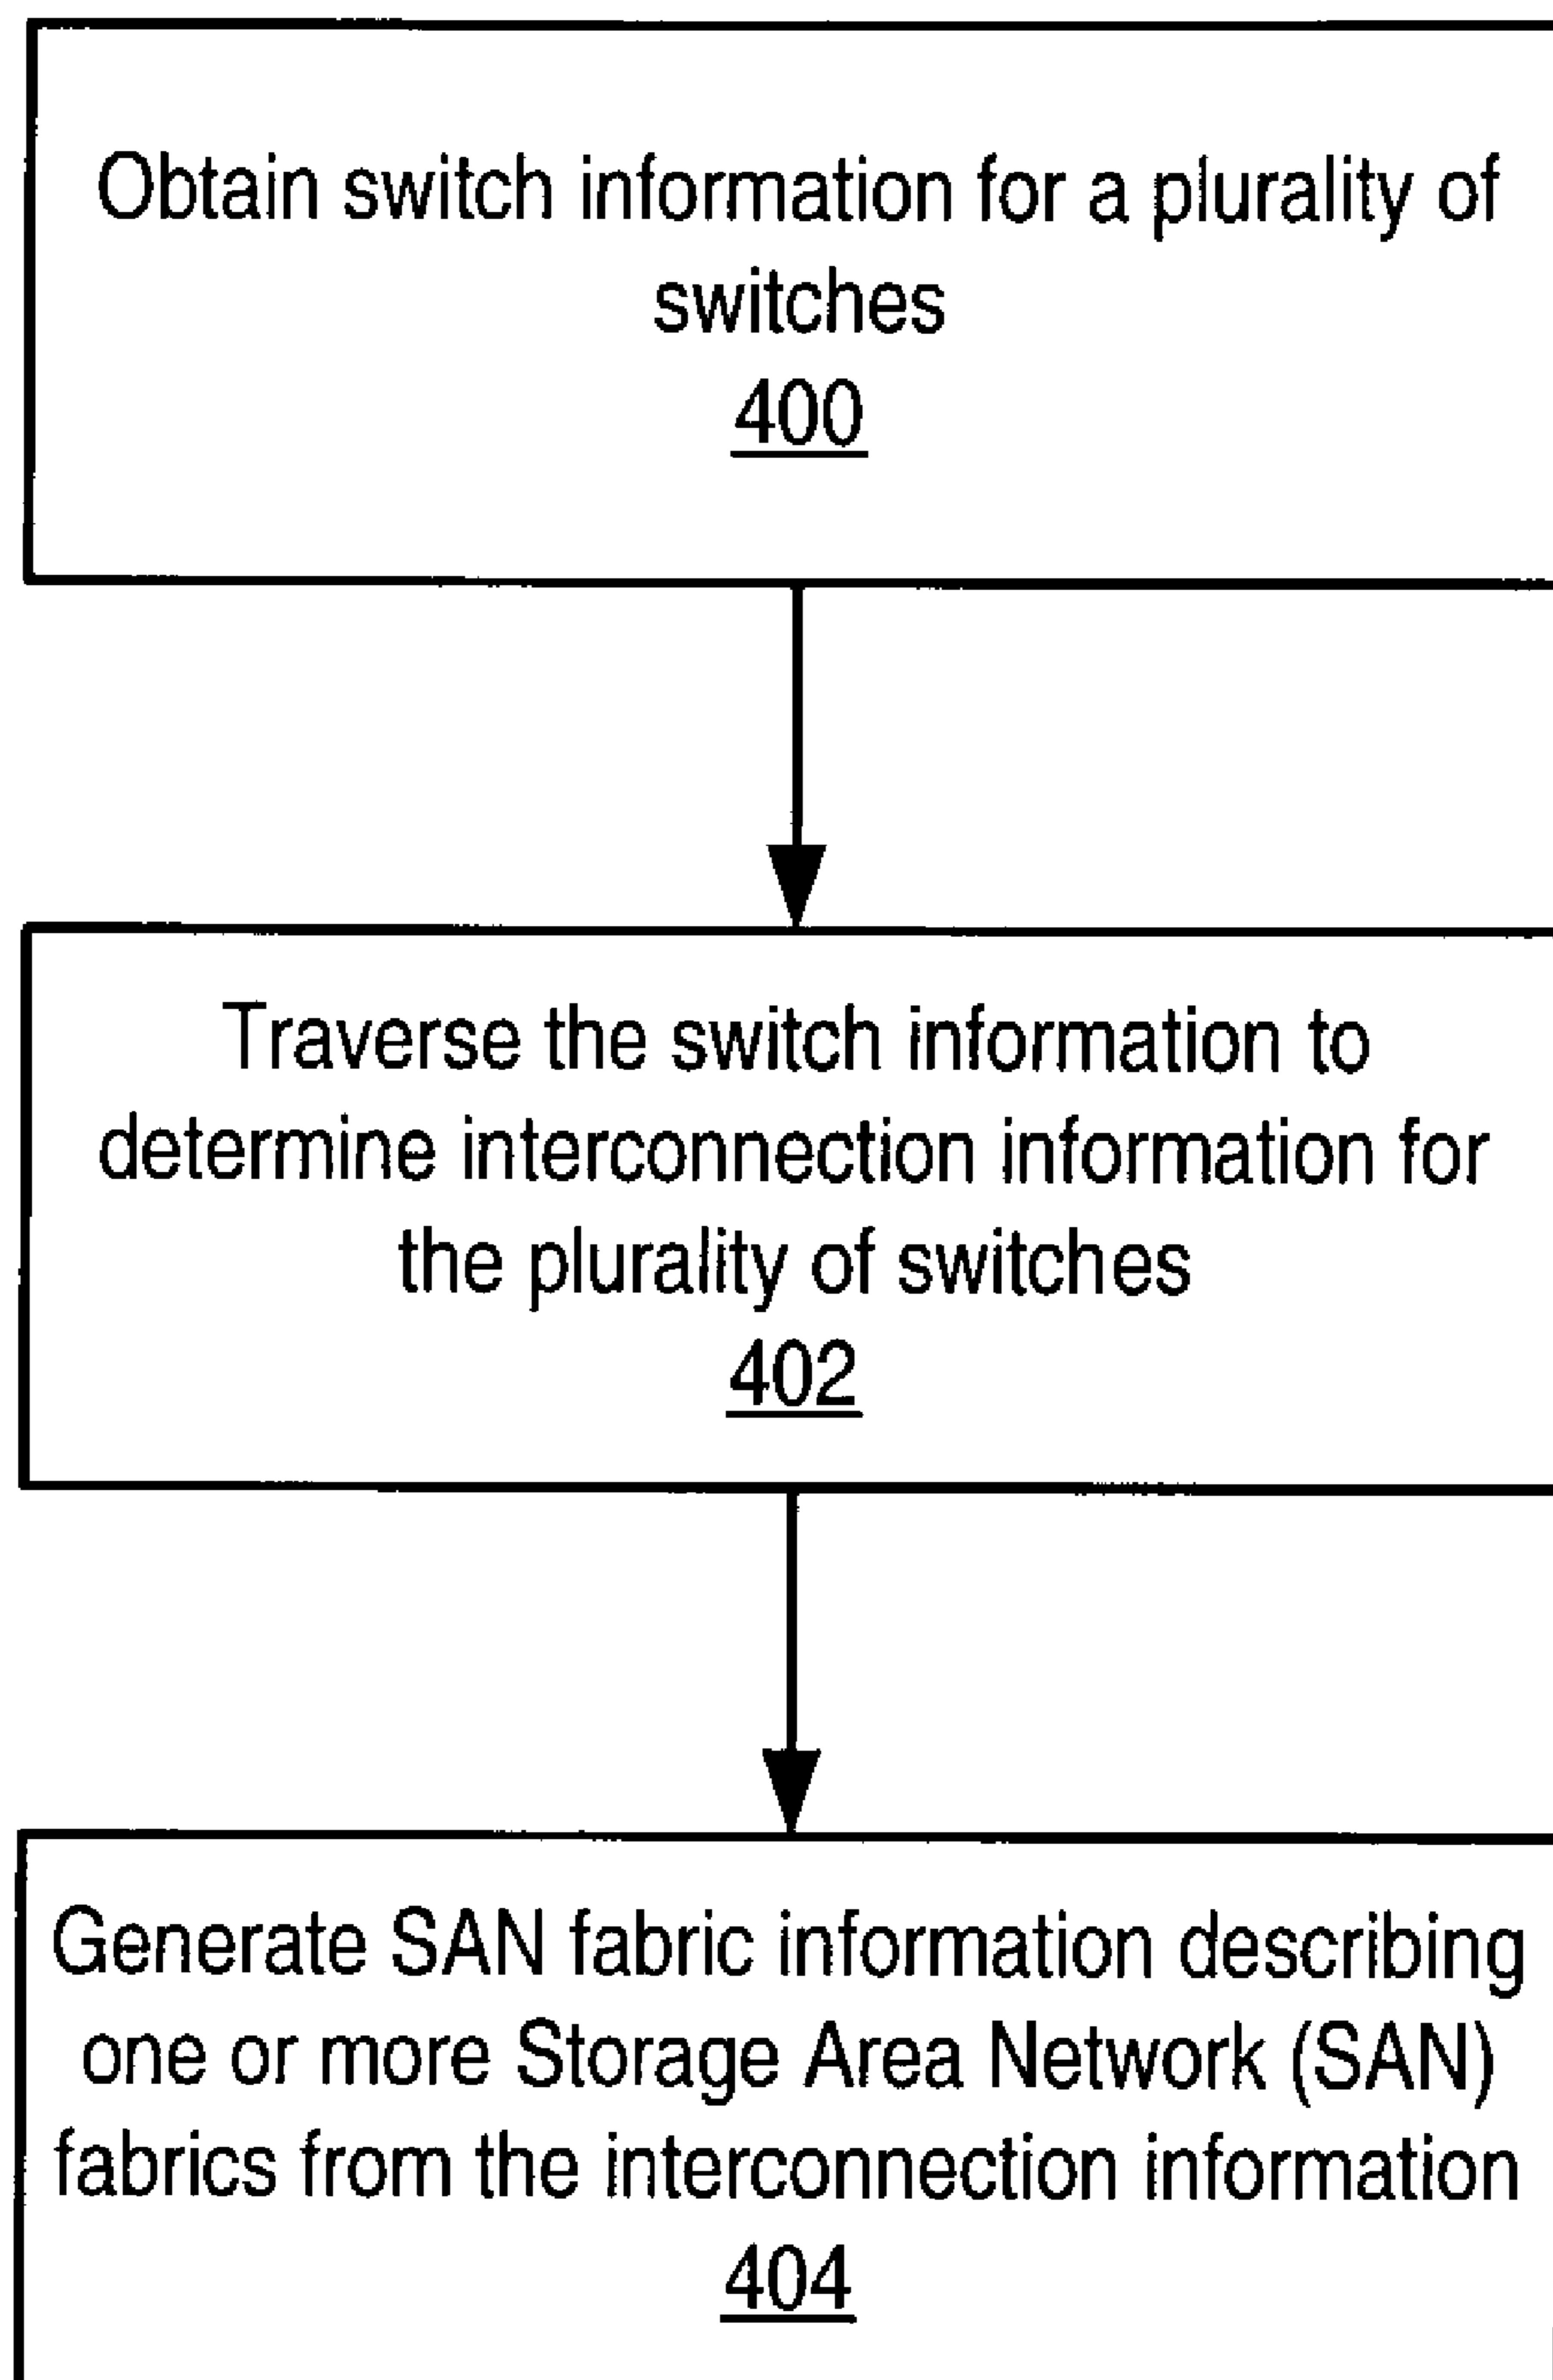 Obtain switch information for a plurality of
switches
400
Traverse the switch information to
determine interconnection information for
the plurality of switches
402
Generate SAN fabric information describing
one or more Storage Area Network (SAN)
fabrics from the interconnection information
404